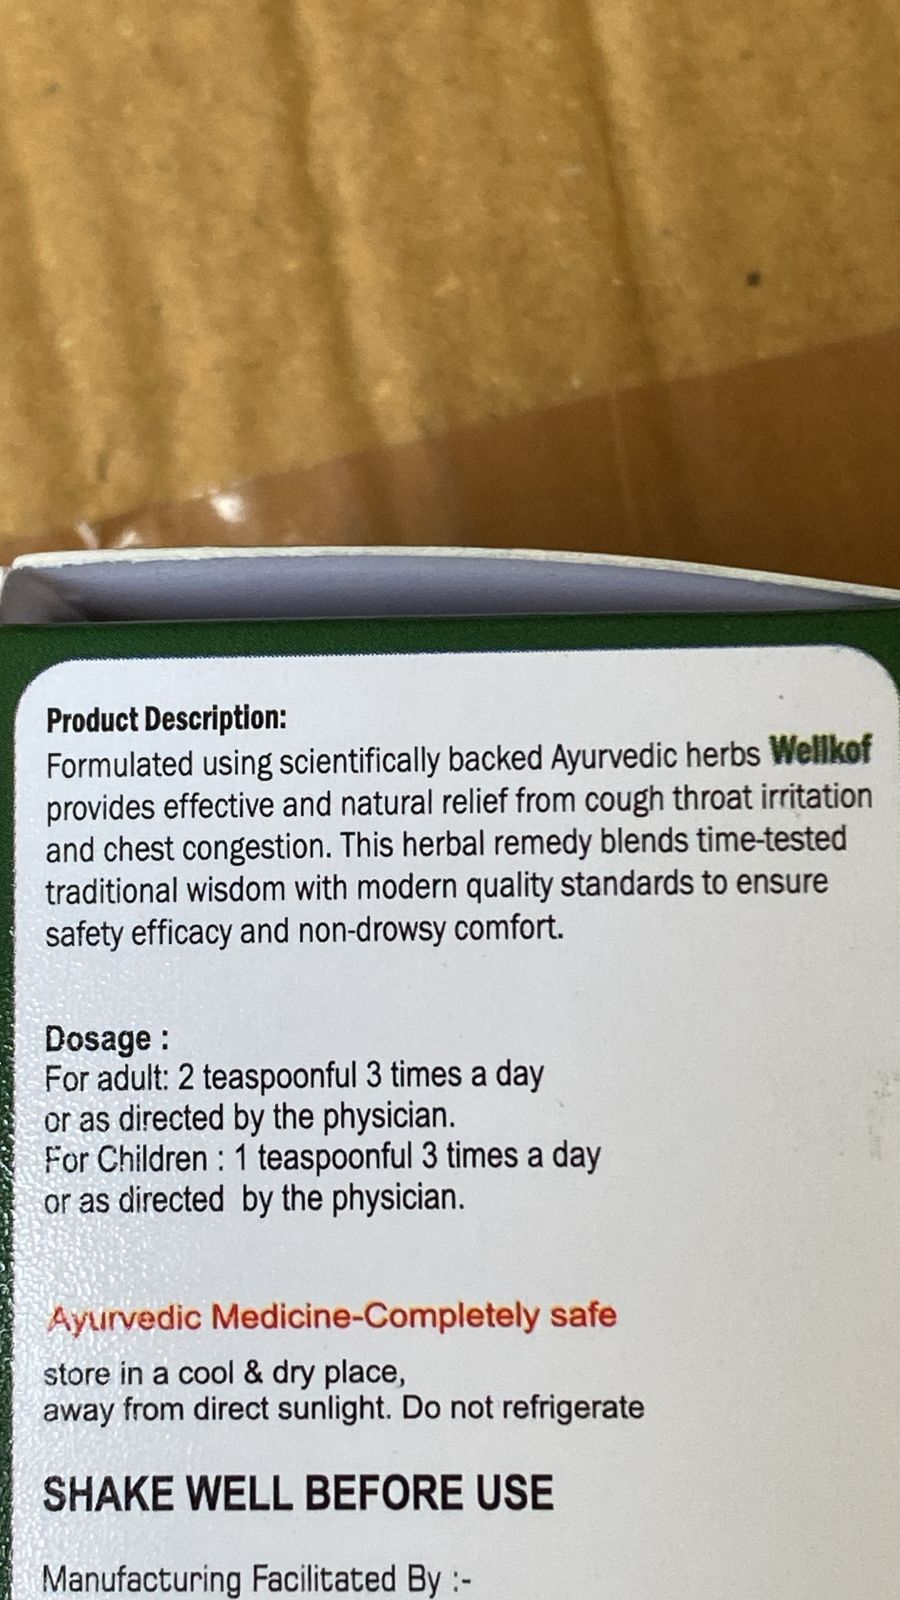 Product Description:
Formulated using scientifically backed Ayurvedic herbs Wellkof
provides effective and natural relief from cough throat irritation
and chest congestion. This herbal remedy blends time-tested
traditional wisdom with modern quality standards to ensure
safety efficacy and non-drowsy comfort.
Dosage :
For adult: 2 teaspoonful 3 times a day
or as directed by the physician.
For Children : 1 teaspoonful 3 times a day
or as directed by the physician.
Ayurvedic Medicine-Completely safe
store in a cool & dry place,
away from direct sunlight. Do not refrigerate
SHAKE WELL BEFORE USE
Manufacturing Facilitated By :-